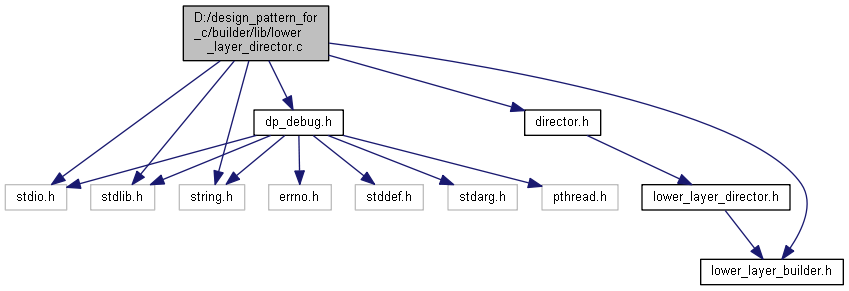 D:/design_pattern_for
_c/builder/lib/lower
_layer_director.c
dp_debug.h
director.h
stdio.h
stdlib.h
string.h
errno.h
stddef.h
stdarg.h
pthread.h
lower_layer_director.h
lower_layer_builder.h